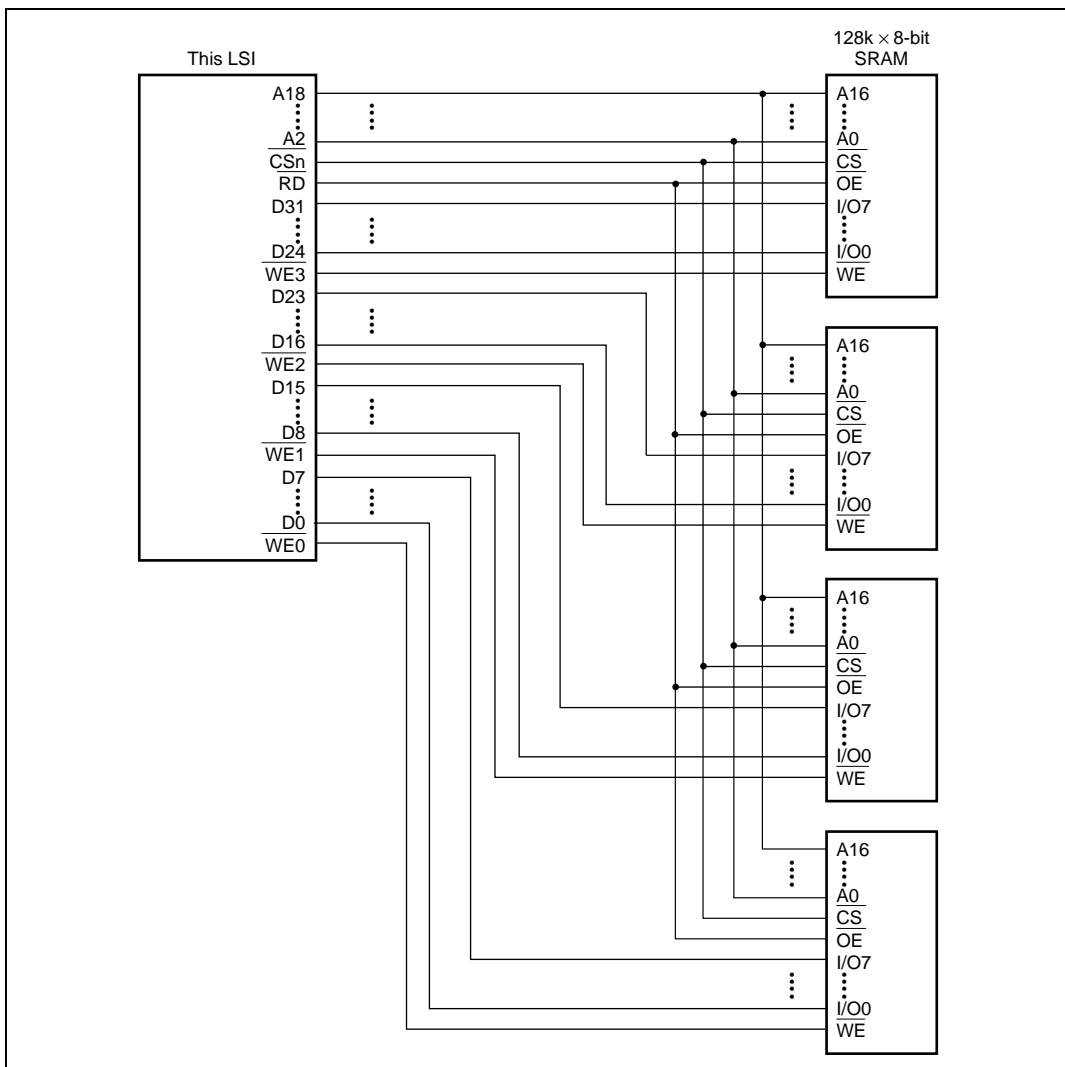 This LSI
A18
A2
CSn
RD
D31
D24
WE3
D23
D16
WE2
D15
D8
WE1
D7
D0
WE0
128k × 8-bit
SRAM
A16
A0
CS
OE
I/O7
I/O0
WE
A16
A0
CS
OE
I/O7
I/O0
WE
A16
A0
CS
OE
I/O7
I/O0
WE
A16
A0
CS
OE
I/O7
I/O0
WE